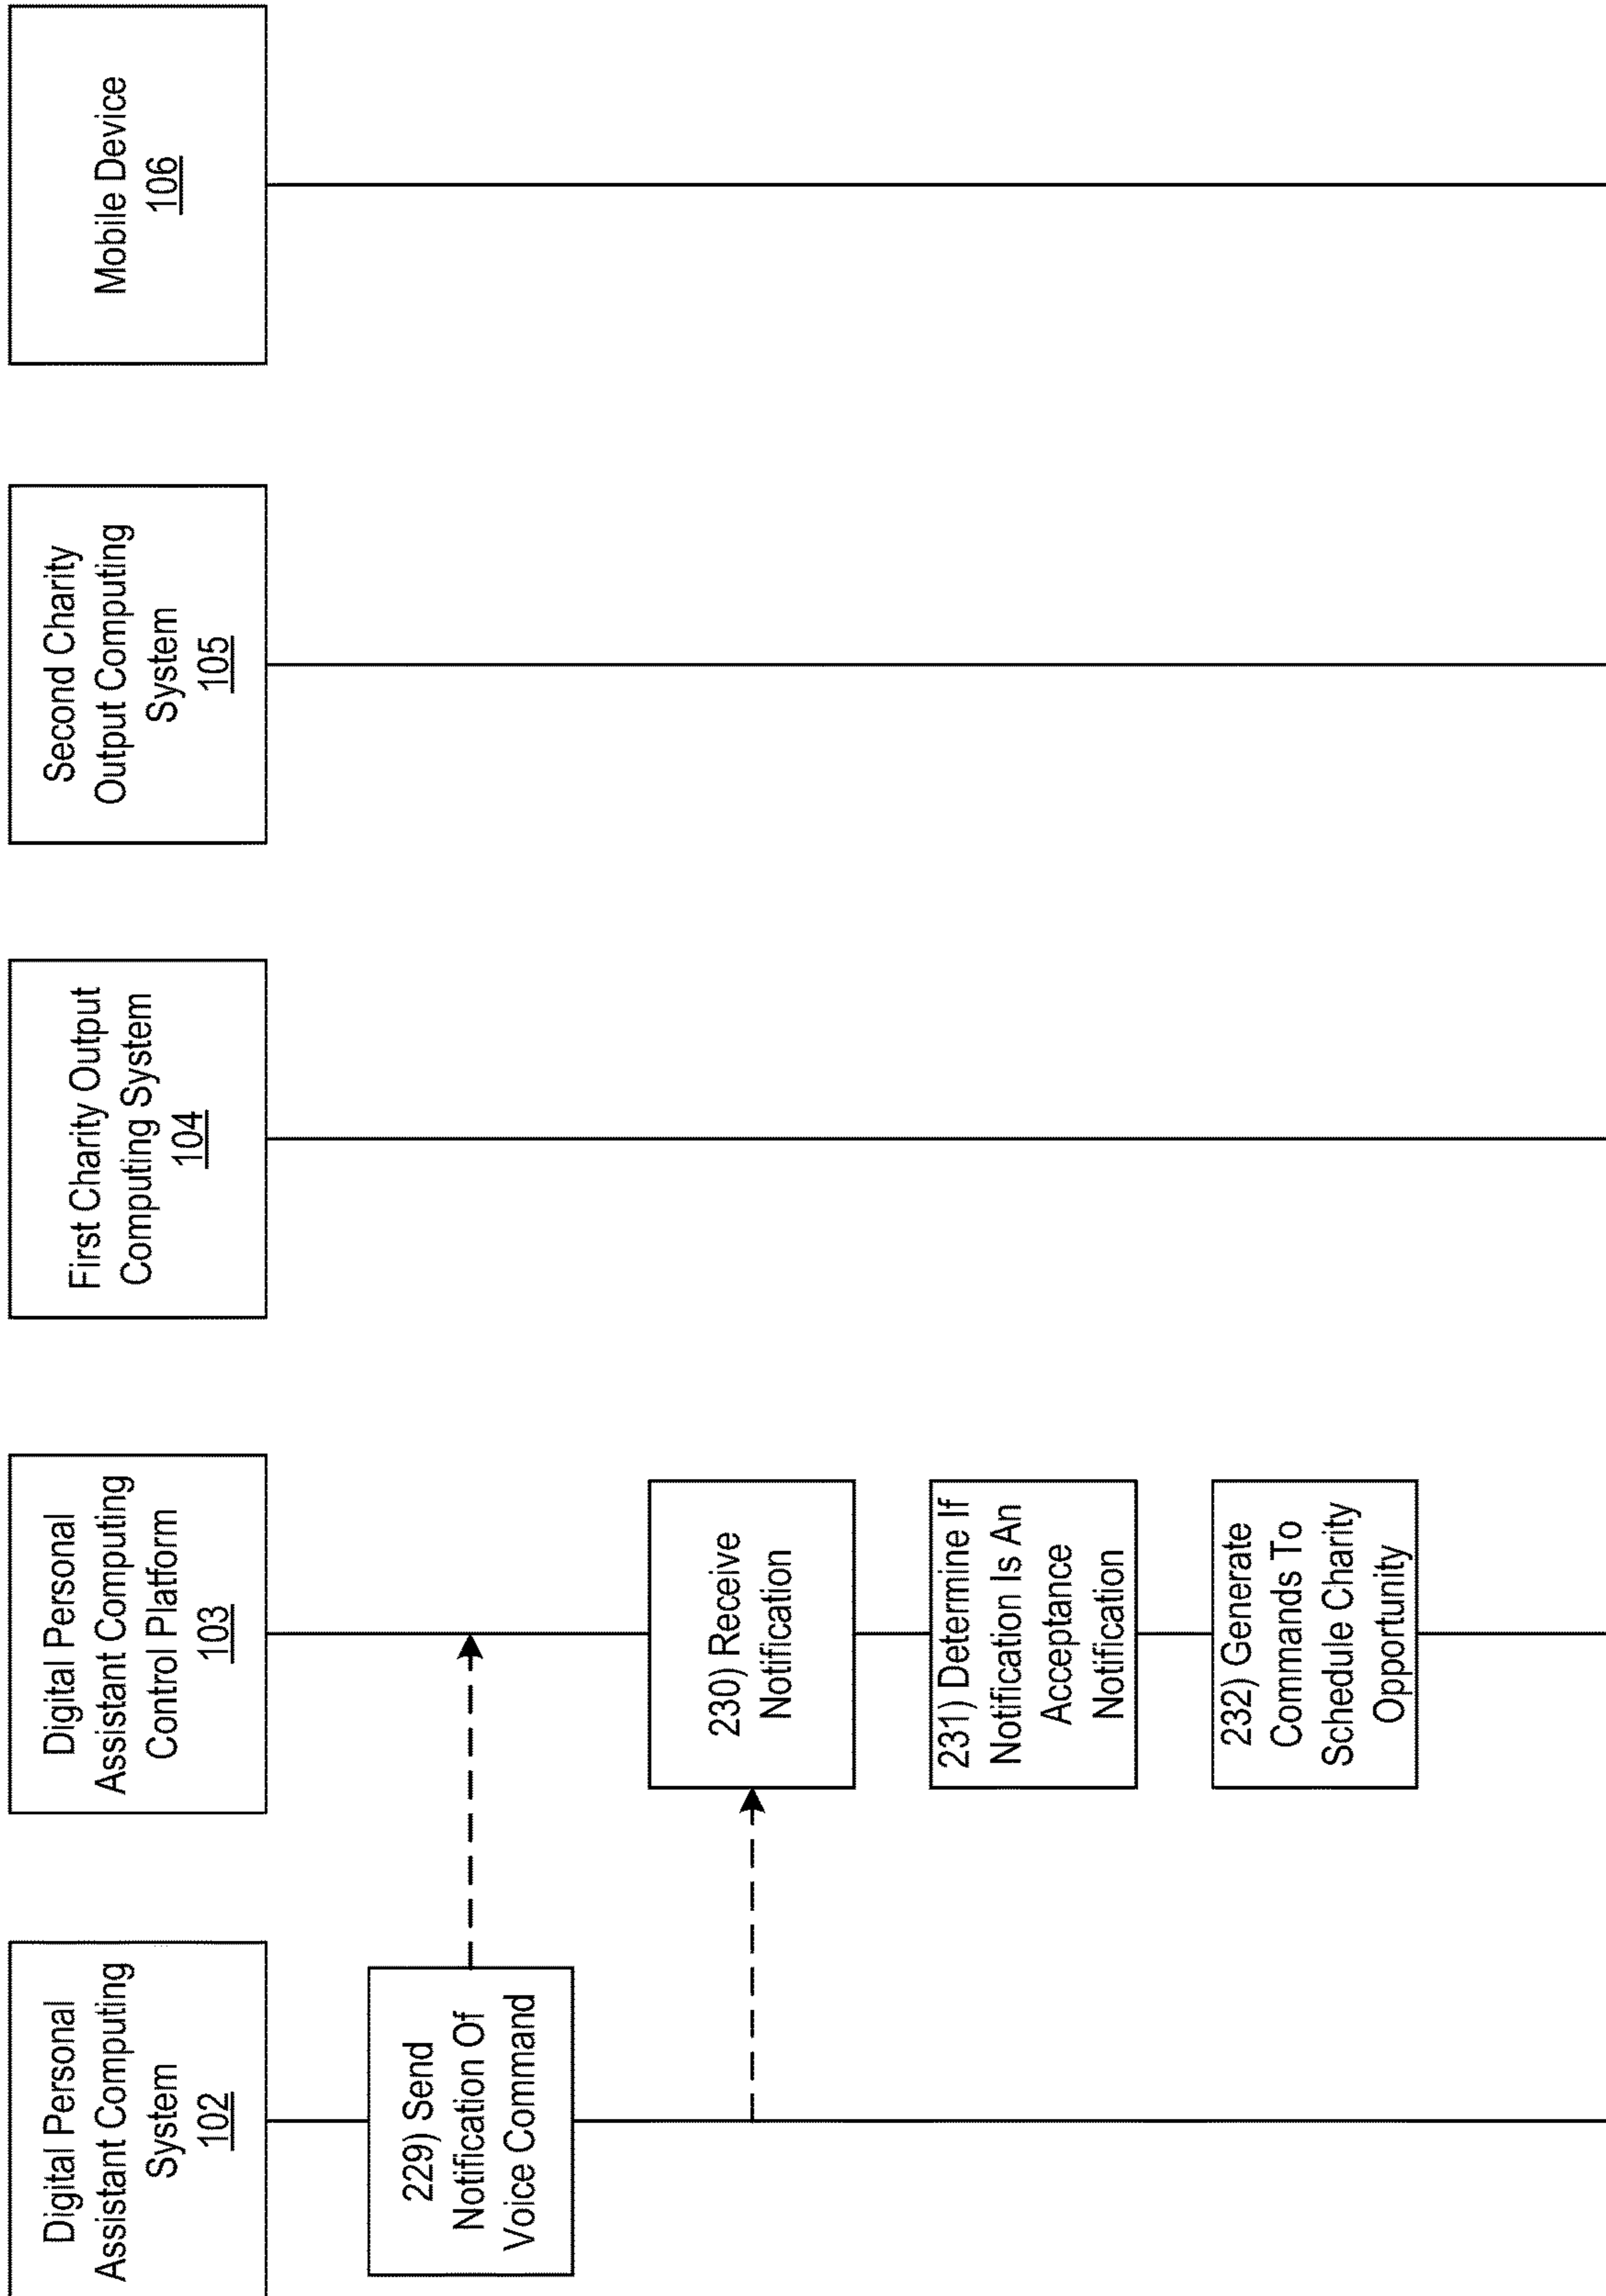 Digital Personal
Assistant Computing
System
102
Digital Personal
Assistant Computing
Control Platform
103
First Charity Output
Computing System
104
Second Charity
Output Computing
System
105
Mobile Device
106
229) Send
Notification Of
Voice Command
230) Receive
Notification
231) Determine If
Notification Is An
Acceptance
Notification
232) Generate
Commands To
Schedule Charity
Opportunity